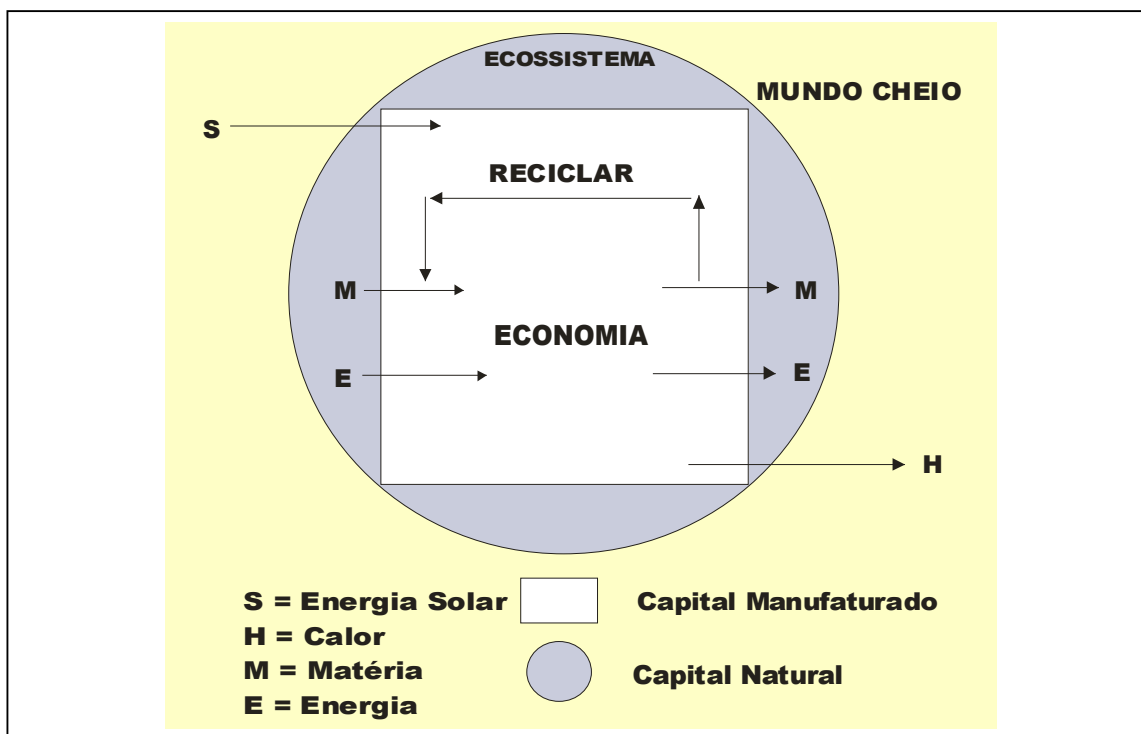 ECOSSISTEMA
MUNDO CHEIO
S
RECICLAR
M
M
ECONOMIA
E
E
H
S = Energia Solar
Capital Manufaturado
H = Calor
M = Matéria
Capital Natural
E = Energia